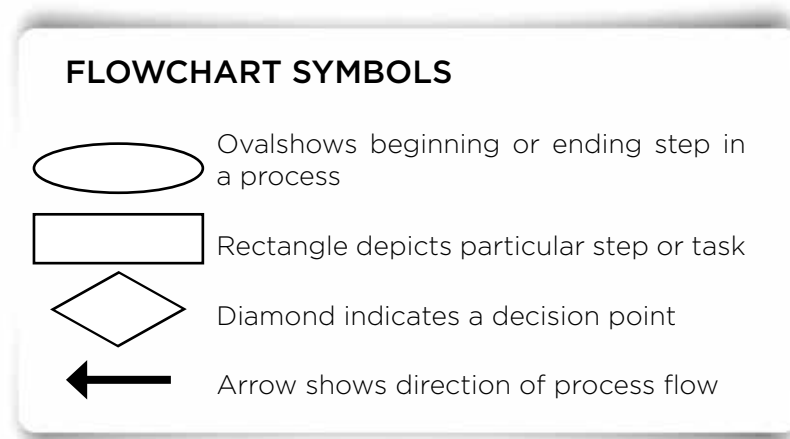 FLOWCHART SYMBOLS
Ovalshows beginning or ending step in
a process
Rectangle depicts particular step or task
Diamond indicates a decision point
Arrow shows direction of process flow